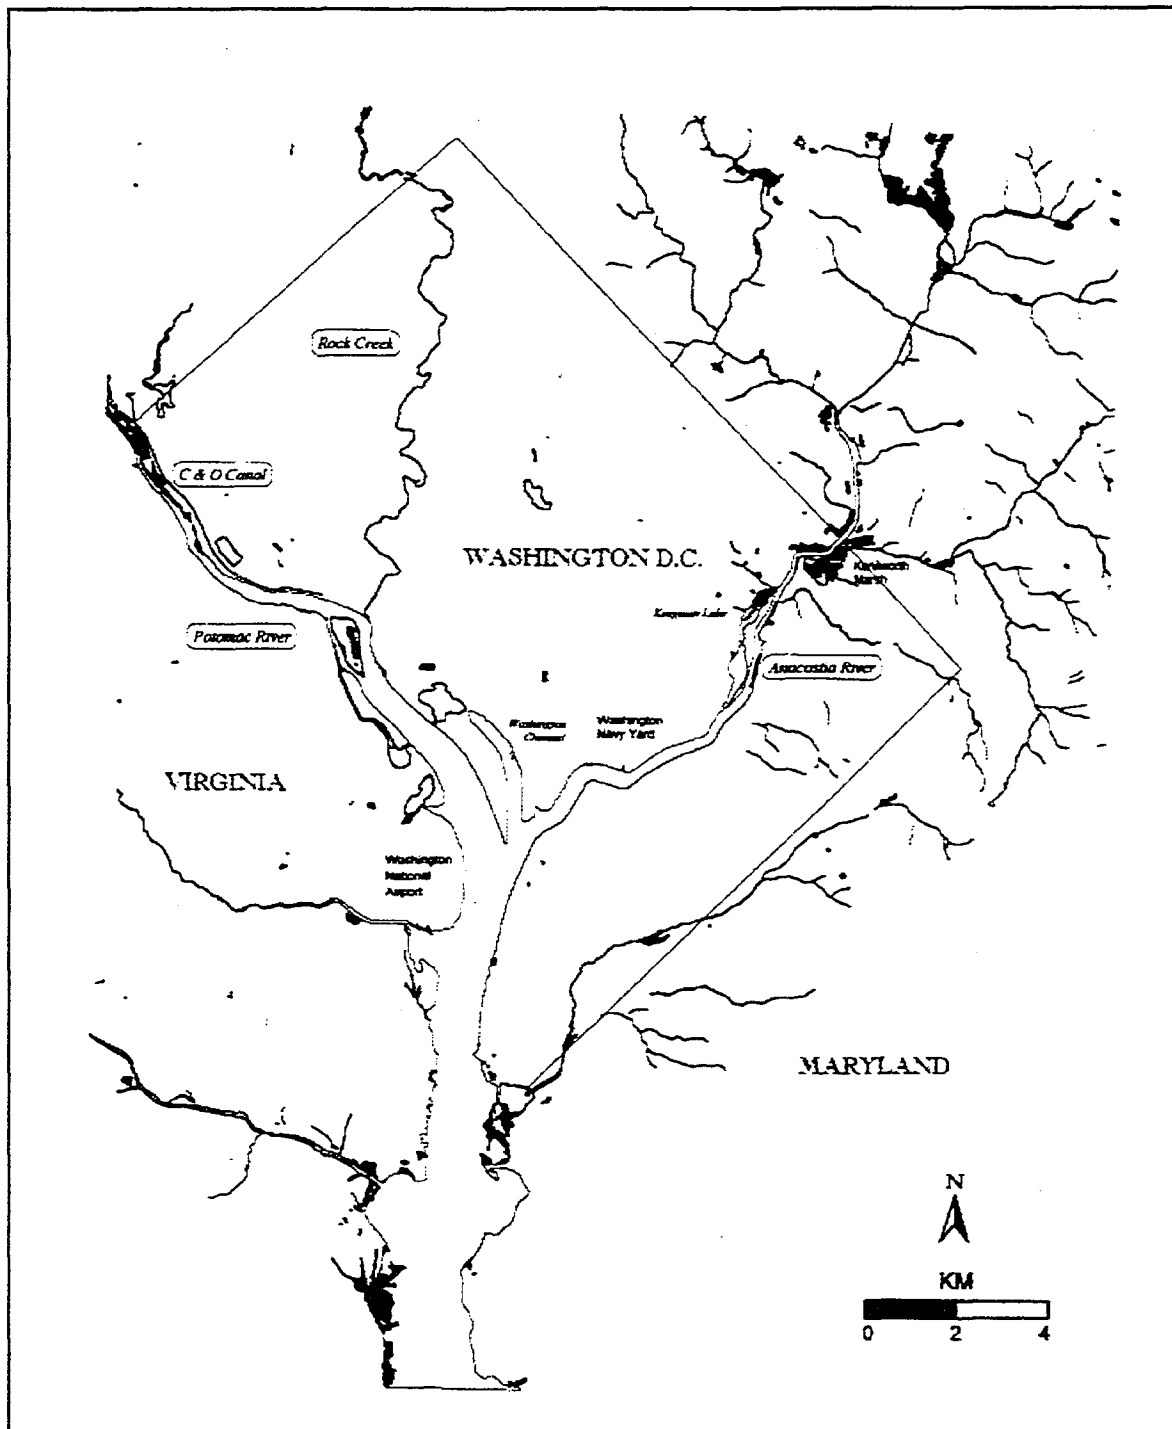 Rock Creek
C & O Canal
WASHINGTON D.C.
Kenilworth
Marsh
Kingman Lake
Potomac River
Anacostia River
Washington
Channel
Washington
Navy Yard
VIRGINIA
Washington
National
Airport
MARYLAND
N
KM
0 2 4